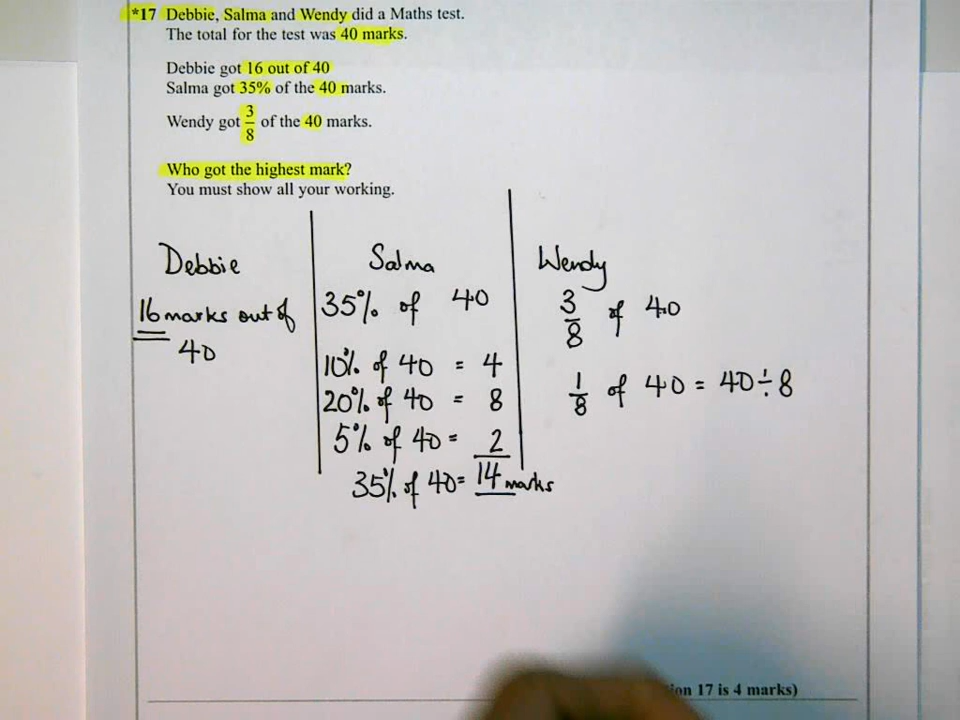 *17 Debbie, Salma and Wendy did a Maths test.
The total for the test was 40 marks.
Debbie got 16 out of 40
Salma got 35% of the 40 marks.
Wendy got 3/8 of the 40 marks.
Who got the highest mark?
You must show all your working.
Debbie
16 marks out of
40
Salma
35% of 40
10% of 40 = 4
20% of 40 = 8
5% of 40 = 2
35% of 40 = 14 marks
Wendy
3/8 of 40
1/8 of 40 = 40 ÷ 8
17 is 4 marks)